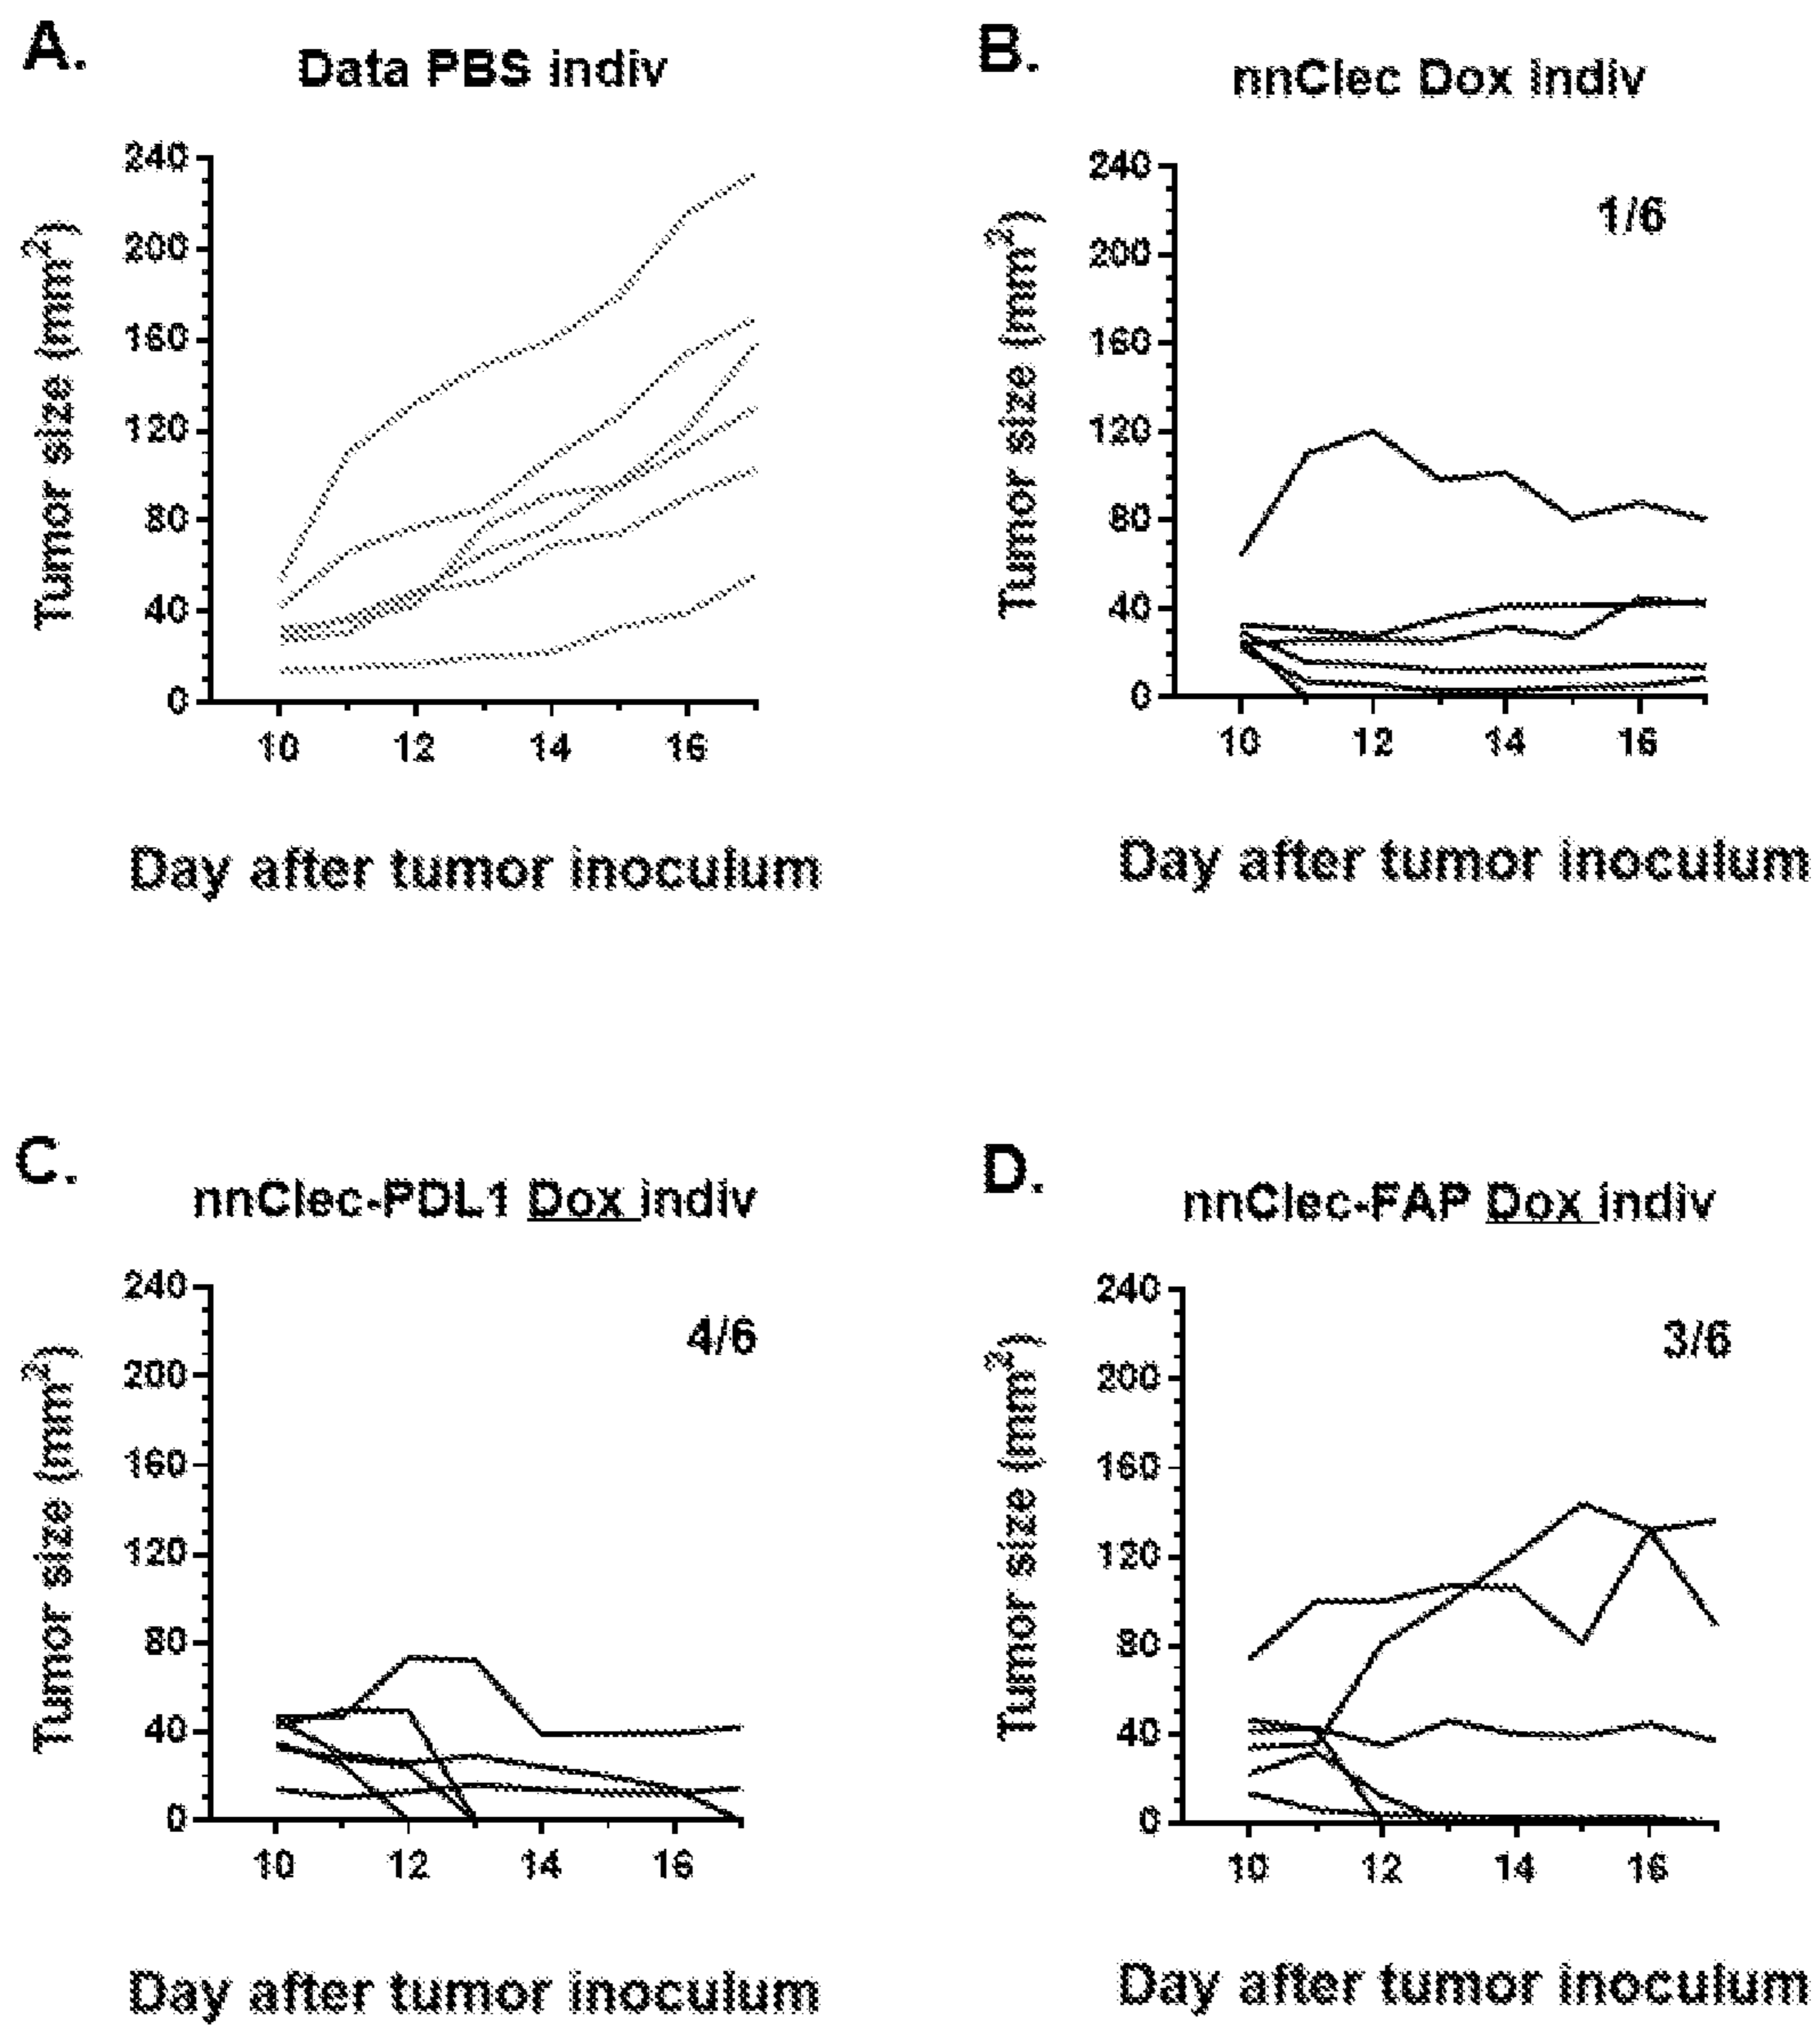 A.
Data PBS indiv
Tumor size (mm²)
240
200
160
120
80
40
0
10 12 14 16
Day after tumor inoculum
B.
nnClec Dox indiv
1/6
Tumor size (mm²)
240
200
160
120
80
40
0
10 12 14 16
Day after tumor inoculum
C.
nnClec-PDL1 Dox indiv
4/6
Tumor size (mm²)
240
200
160
120
80
40
0
10 12 14 16
Day after tumor inoculum
D.
nnClec-FAP Dox indiv
3/6
Tumor size (mm²)
240
200
160
120
80
40
0
10 12 14 16
Day after tumor inoculum